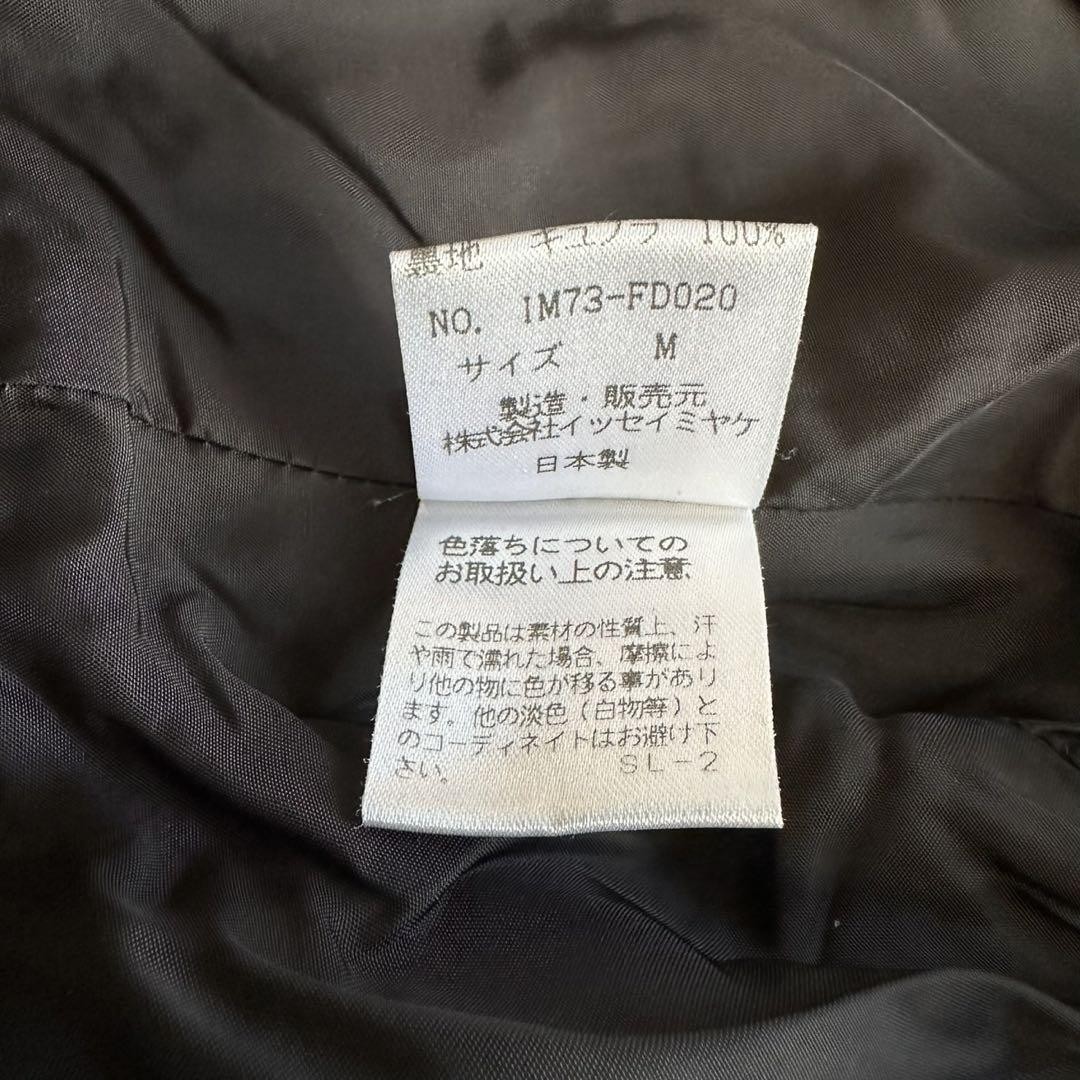 裏地 キュプラ 100%
NO. IM73-FD020
サイズ M
製造・販売元
株式会社イッセイミヤケ
日本製
色落ちについての
お取扱い上の注意
この製品は素材の性質上、汗
や雨で濡れた場合、摩擦によ
り他の物に色が移る事があり
ます。他の淡色(白物等)と
のコーディネイトはお避け下
さい。 SL-2